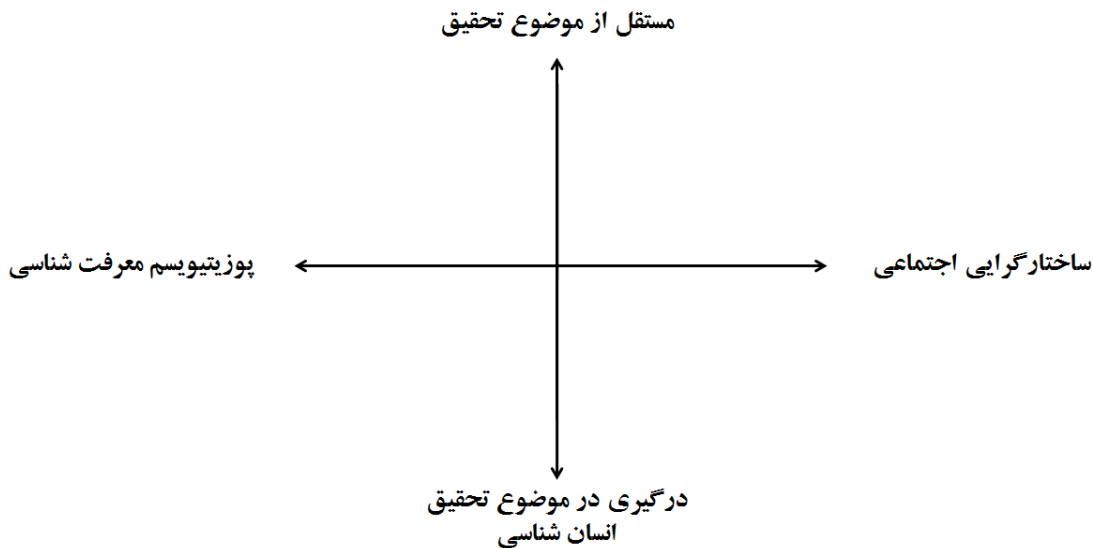 مستقل از موضوع تحقیق
ساختارگرایی اجتماعی
پوزیتیویسم معرفت شناسی
درگیری در موضوع تحقیق
انسان شناسی